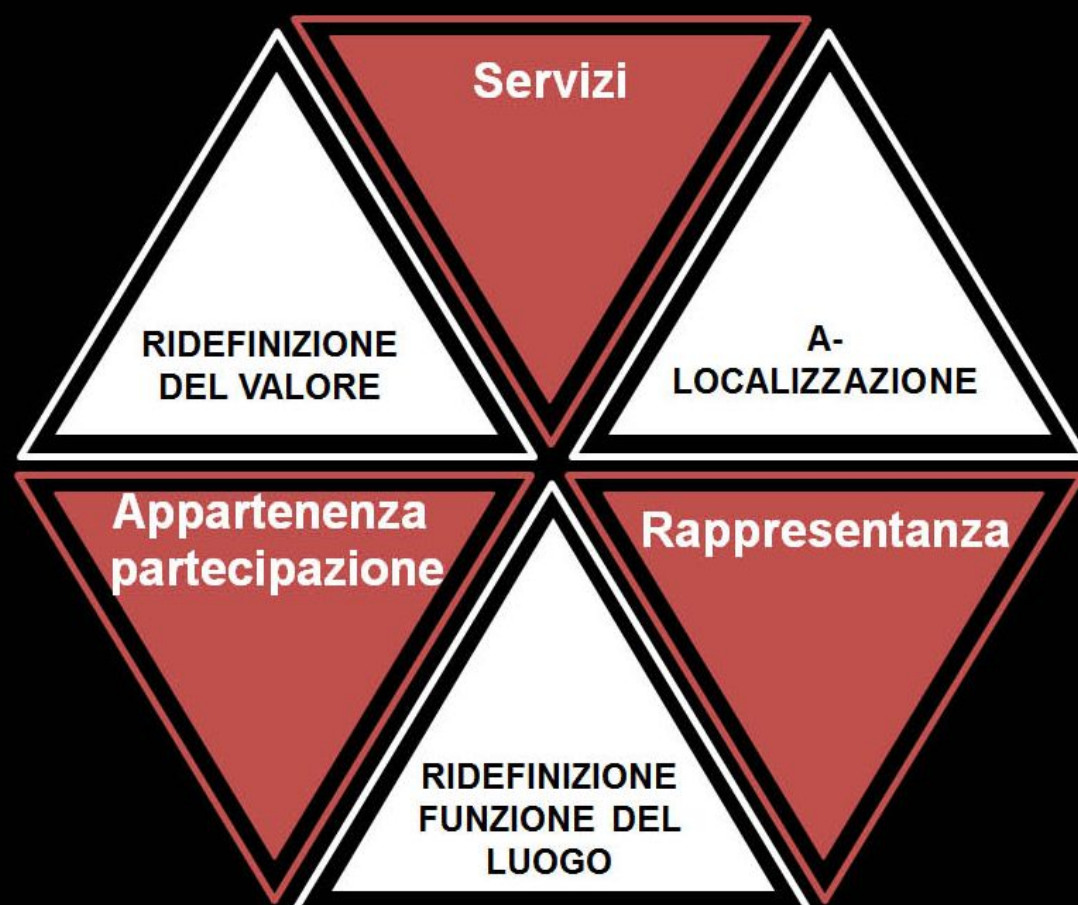 Servizi
RIDEFINIZIONE
DEL VALORE
A-
LOCALIZZAZIONE
Appartenenza
partecipazione
Rappresentanza
RIDEFINIZIONE
FUNZIONE DEL
LUOGO